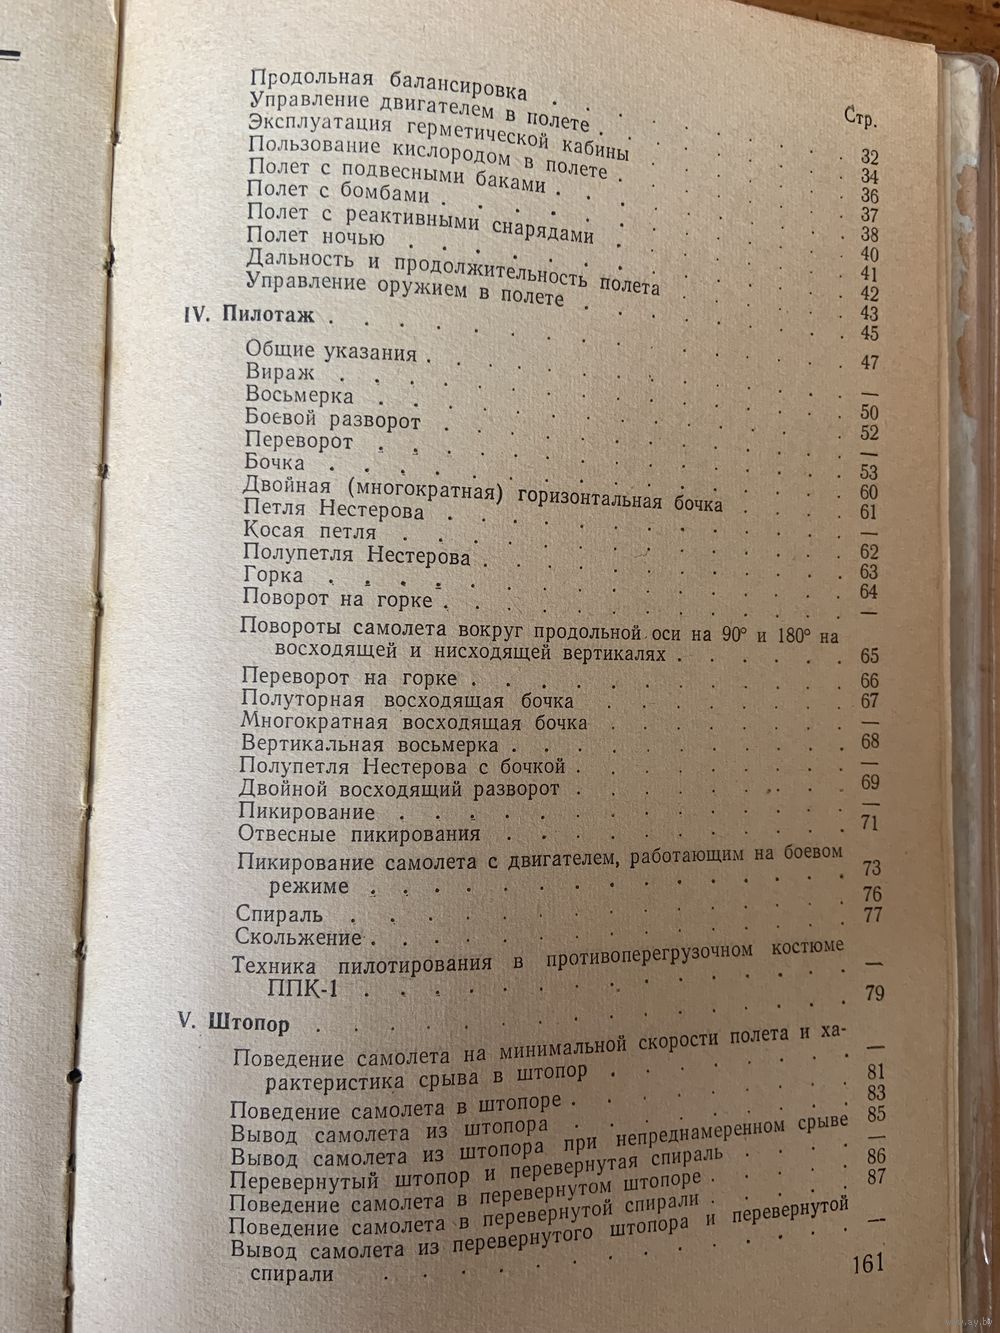 Стр.
Продольная балансировка . . . . . . . . 32
Управление двигателем в полете . . . . . . . 34
Эксплуатация герметической кабины . . . . . . 36
Пользование кислородом в полете . . . . . . . 37
Полет с подвесными баками . . . . . . . . 38
Полет с бомбами . . . . . . . . . . . 40
Полет с реактивными снарядами . . . . . . . 41
Полет ночью . . . . . . . . . . . . 42
Дальность и продолжительность полета . . . . . 43
Управление оружием в полете . . . . . . . . 45
IV. Пилотаж . . . . . . . . . . . . . . 47
Общие указания . . . . . . . . . . . . —
Вираж . . . . . . . . . . . . . . 50
Восьмерка . . . . . . . . . . . . . 52
Боевой разворот . . . . . . . . . . . —
Переворот . . . . . . . . . . . . . 53
Бочка . . . . . . . . . . . . . . 60
Двойная (многократная) горизонтальная бочка . . . . 61
Петля Нестерова . . . . . . . . . . . —
Косая петля . . . . . . . . . . . . 62
Полупетля Нестерова . . . . . . . . . . 63
Горка . . . . . . . . . . . . . . 64
Поворот на горке . . . . . . . . . . . —
Повороты самолета вокруг продольной оси на 90° и 180° на
восходящей и нисходящей вертикалях . . . . . 65
Переворот на горке . . . . . . . . . . . 66
Полуторная восходящая бочка . . . . . . . . 67
Многократная восходящая бочка . . . . . . . —
Вертикальная восьмерка . . . . . . . . . . 68
Полупетля Нестерова с бочкой . . . . . . . . —
Двойной восходящий разворот . . . . . . . . 69
Пикирование . . . . . . . . . . . . —
Отвесные пикирования . . . . . . . . . . 71
Пикирование самолета с двигателем, работающим на боевом
режиме . . . . . . . . . . . . . 73
Спираль . . . . . . . . . . . . . 76
Скольжение . . . . . . . . . . . . . 77
Техника пилотирования в противоперегрузочном костюме
ППК-1 . . . . . . . . . . . . . —
V. Штопор . . . . . . . . . . . . . . 79
Поведение самолета на минимальной скорости полета и ха-
рактеристика срыва в штопор . . . . . . . —
Поведение самолета в штопоре . . . . . . . . 81
Вывод самолета из штопора . . . . . . . . 83
Вывод самолета из штопора при непреднамеренном срыве 85
Перевернутый штопор и перевернутая спираль . . . . —
Поведение самолета в перевернутом штопоре . . . . 86
Поведение самолета в перевернутой спирали . . . . 87
Вывод самолета из перевернутого штопора и перевернутой
спирали . . . . . . . . . . . . . —
161
www.ay.by